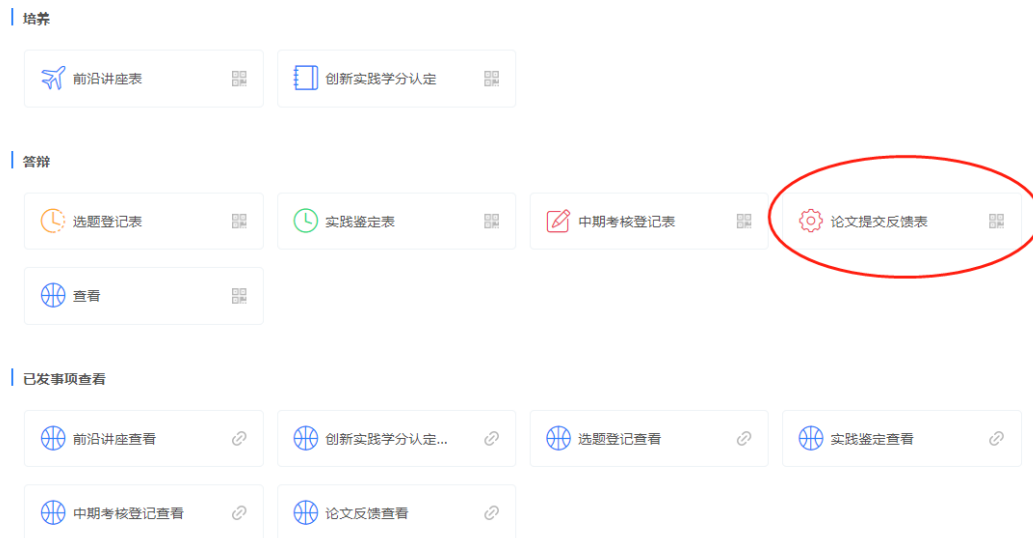 培养
前沿讲座表
创新实践学分认定
答辩
选题登记表
实践鉴定表
中期考核登记表
论文提交反馈表
查看
已发事项查看
前沿讲座查看
创新实践学分认定...
选题登记查看
实践鉴定查看
中期考核登记查看
论文反馈查看